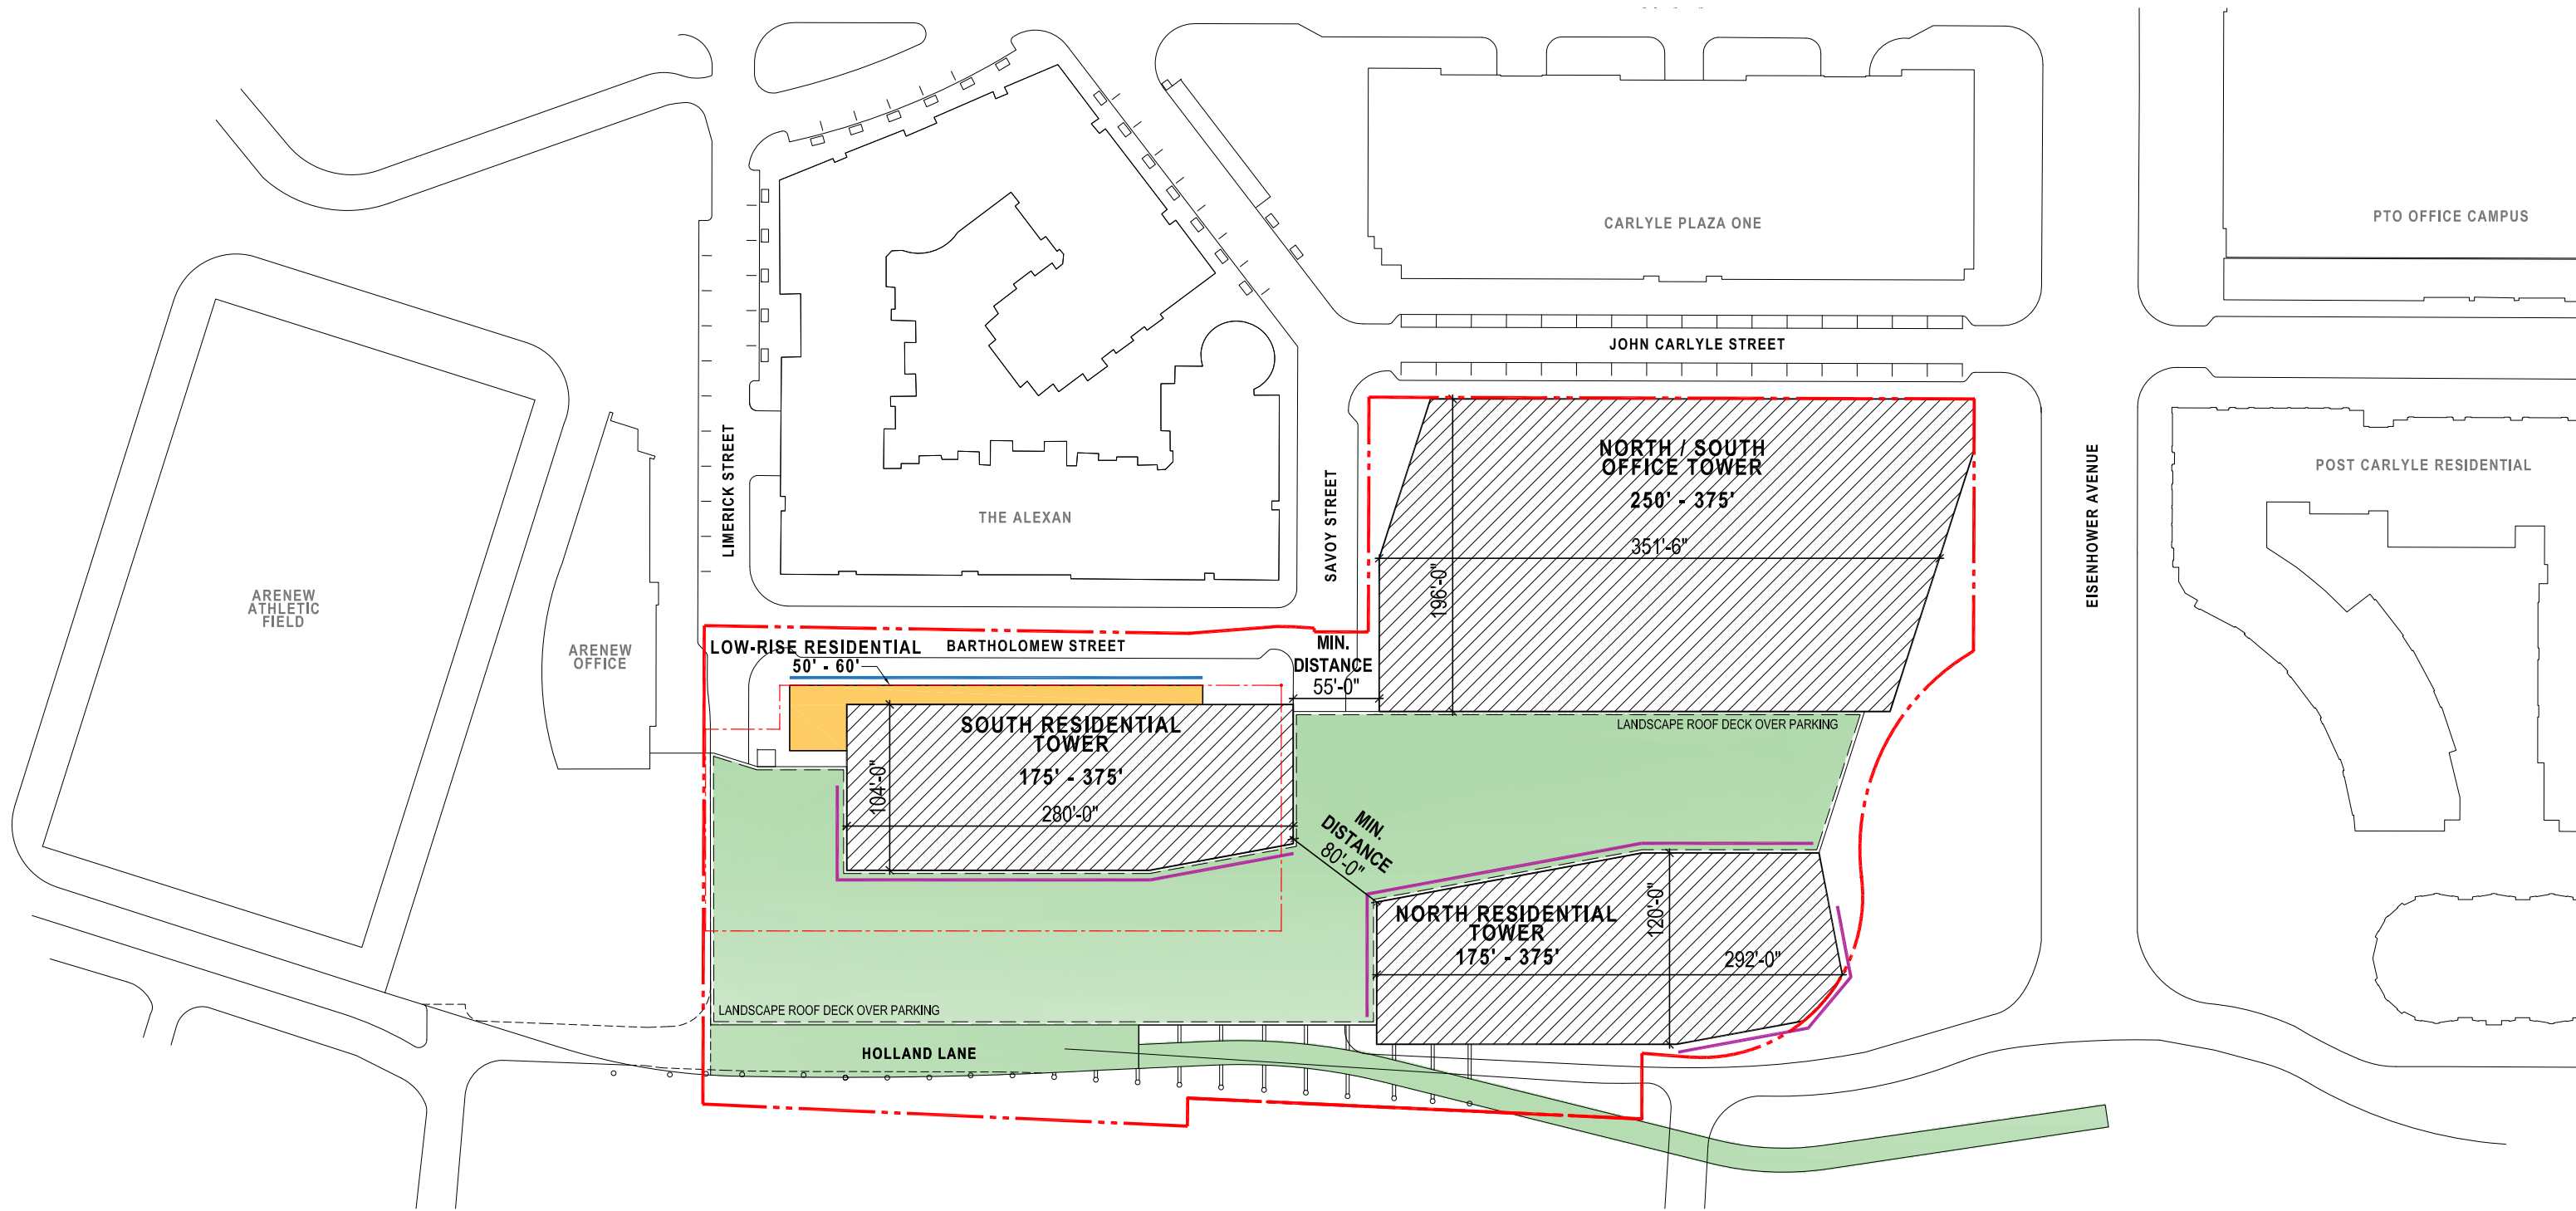 CARLYLE PLAZA ONE
PTO OFFICE CAMPUS
JOHN CARLYLE STREET
NORTH / SOUTH
OFFICE TOWER
250' - 375'
351'-6"
196'-0"
POST CARLYLE RESIDENTIAL
EISENHOWER AVENUE
LIMERICK STREET
THE ALEXAN
SAVOY STREET
ARENEW
ATHLETIC
FIELD
ARENEW
OFFICE
LOW-RISE RESIDENTIAL
50' - 60'
BARTHOLOMEW STREET
MIN.
DISTANCE
55'-0"
SOUTH RESIDENTIAL
TOWER
175' - 375'
104'-0"
280'-0"
LANDSCAPE ROOF DECK OVER PARKING
MIN.
DISTANCE
80'-0"
NORTH RESIDENTIAL
TOWER
175' - 375'
120'-0"
292'-0"
LANDSCAPE ROOF DECK OVER PARKING
HOLLAND LANE